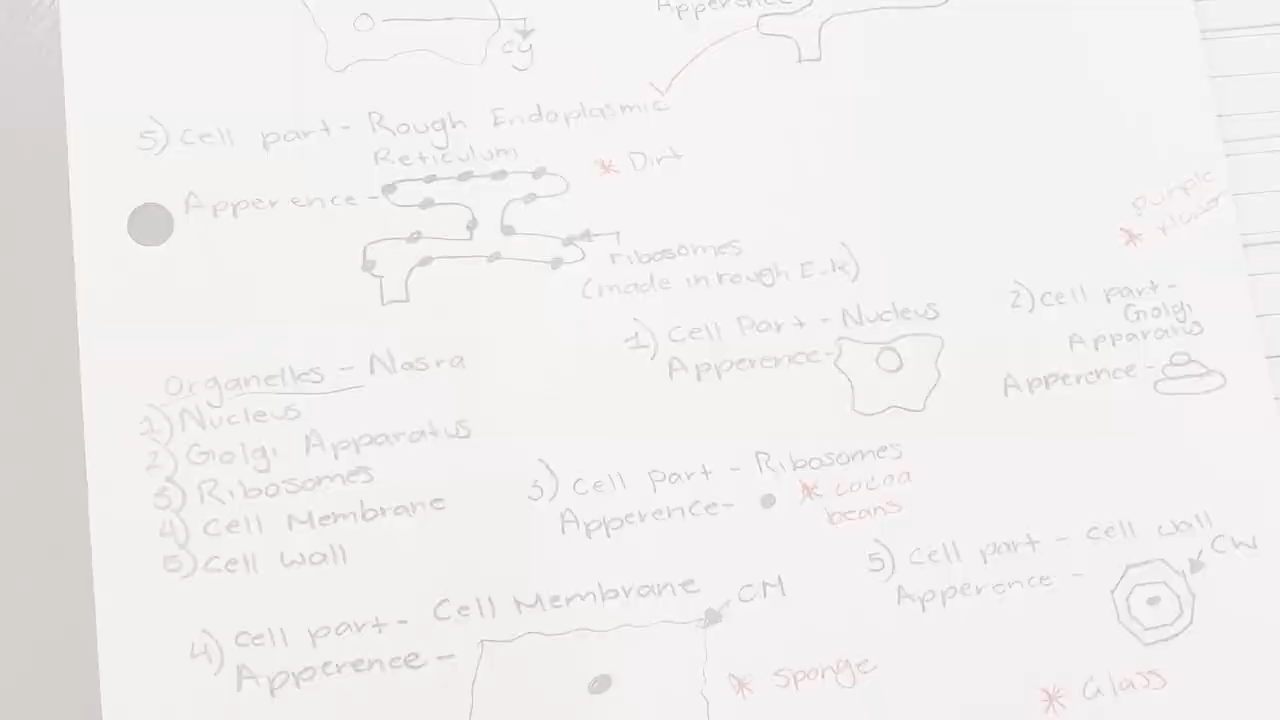 cy
Apperence
5) Cell part - Rough Endoplasmic
Reticulum
* Dirt
Apperence -
ribosomes
(made in rough E.R)
purple
*
1) Cell Part - Nucleus
Apperence -
2) Cell part -
Golgi
Apparatus
Apperence -
Organelles - Nasra
1) Nucleus
2) Golgi Apparatus
3) Ribosomes
4) Cell Membrane
5) Cell Wall
3) Cell part - Ribosomes
Apperence -
* cocoa
beans
5) Cell part - Cell Wall
CW
Apperence -
4) Cell part - Cell Membrane
CM
Apperence -
* Sponge
* Glass